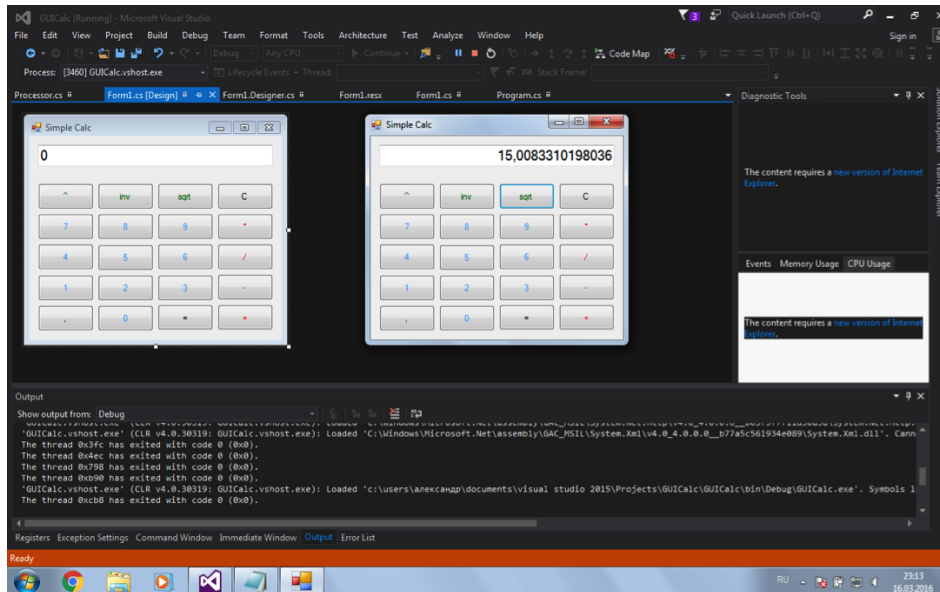 GUICalc (Running) - Microsoft Visual Studio
3
Quick Launch (Ctrl+Q)
File Edit View Project Build Debug Team Format Tools Architecture Test Analyze Window Help
Sign in
Debug Any CPU Continue Code Map
Process: [3460] GUICalc.vshost.exe Lifecycle Events Thread: Stack Frame:
Processor.cs Form1.cs [Design] Form1.Designer.cs Form1.resx Form1.cs Program.cs
Diagnostic Tools
Simple Calc
0
^ inv sqrt C
7 8 9 *
4 5 6 /
1 2 3 -
, 0 = +
Simple Calc
15,0083310198036
^ inv sqrt C
7 8 9 *
4 5 6 /
1 2 3 -
, 0 = +
The content requires a new version of Internet
Explorer.
Events Memory Usage CPU Usage
The content requires a new version of Internet
Explorer.
Solution Explorer
Team Explorer
Output
Show output from: Debug
'GUICalc.vshost.exe' (CLR v4.0.30319: GUICalc.vshost.exe): Loaded 'C:\Windows\Microsoft.Net\assembly\GAC_MSIL\System.Xml\v4.0_4.0.0.0__b77a5c561934e089\System.Xml.dll'. Cann
The thread 0x3fc has exited with code 0 (0x0).
The thread 0x4ec has exited with code 0 (0x0).
The thread 0x798 has exited with code 0 (0x0).
The thread 0xb90 has exited with code 0 (0x0).
'GUICalc.vshost.exe' (CLR v4.0.30319: GUICalc.vshost.exe): Loaded 'c:\users\александр\documents\visual studio 2015\Projects\GUICalc\GUICalc\bin\Debug\GUICalc.exe'. Symbols l
The thread 0xcb8 has exited with code 0 (0x0).
Registers Exception Settings Command Window Immediate Window Output Error List
Ready
RU
23:13
16.03.2016